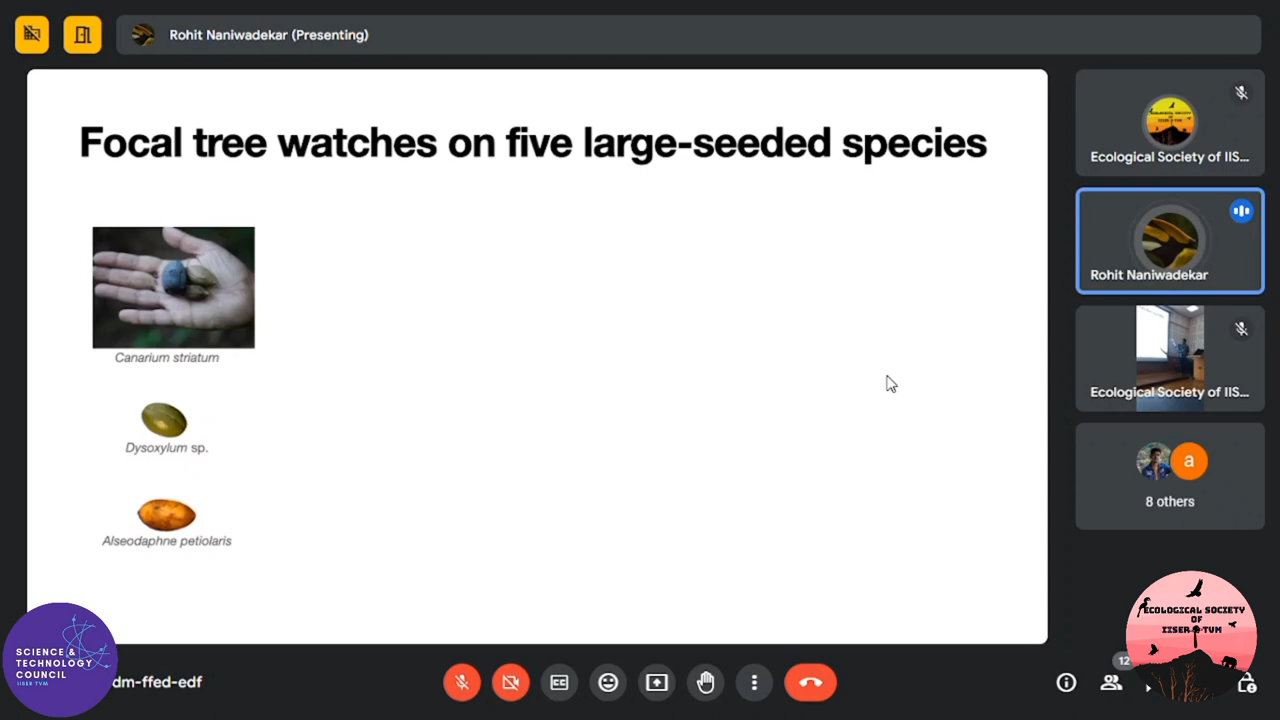 Rohit Naniwadekar (Presenting)
Focal tree watches on five large-seeded species
Canarium striatum
Dysoxylum sp.
Alseodaphne petiolaris
Ecological Society of IIS...
Rohit Naniwadekar
Ecological Society of IIS...
a
8 others
SCIENCE &
TECHNOLOGY
COUNCIL
IISER TVM
dm-ffed-edf
12
ECOLOGICAL SOCIETY
OF
IISER TVM